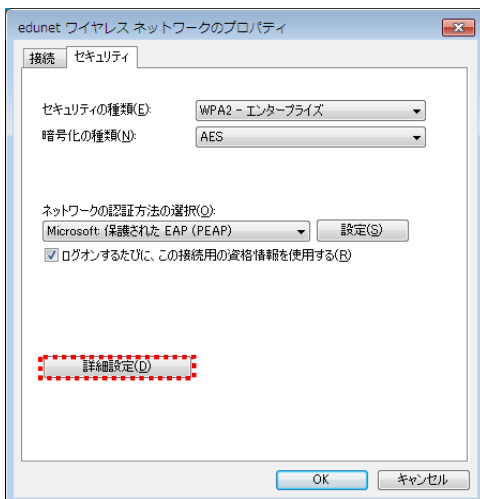 edunet ワイヤレス ネットワークのプロパティ
接続 セキュリティ
セキュリティの種類(E): WPA2 - エンタープライズ
暗号化の種類(N): AES
ネットワークの認証方法の選択(O):
Microsoft: 保護された EAP (PEAP) 設定(S)
ログオンするたびに、この接続用の資格情報を使用する(R)
詳細設定(D)
OK キャンセル